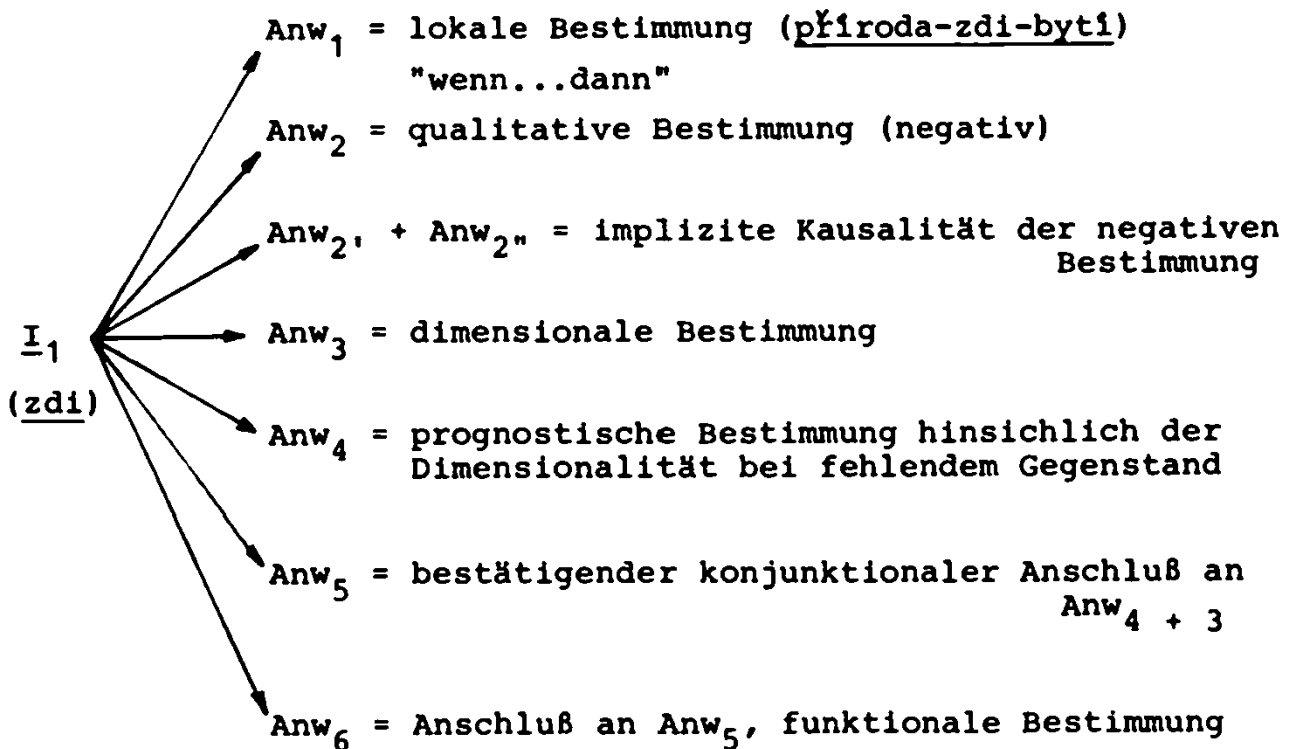 Anw₁ = lokale Bestimmung (příroda-zdi-bytí)
"wenn...dann"
Anw₂ = qualitative Bestimmung (negativ)
Anw₂' + Anw₂" = implizite Kausalität der negativen
Bestimmung
I₁
(zdi)
Anw₃ = dimensionale Bestimmung
Anw₄ = prognostische Bestimmung hinsichlich der
Dimensionalität bei fehlendem Gegenstand
Anw₅ = bestätigender konjunktionaler Anschluß an
Anw₄ ₊ ₃
Anw₆ = Anschluß an Anw₅, funktionale Bestimmung